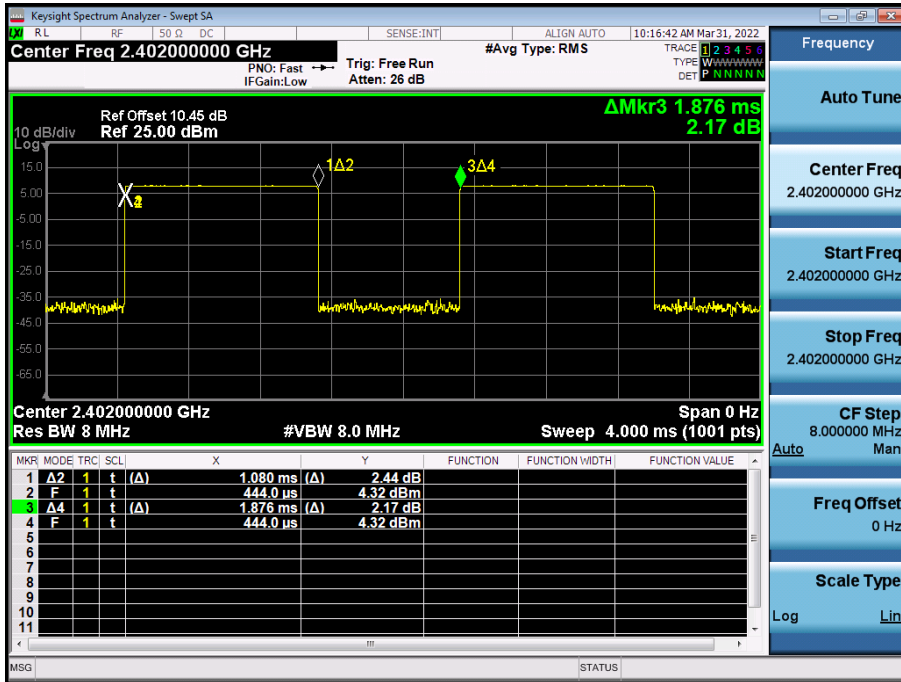 Keysight Spectrum Analyzer - Swept SA
LXI RL RF 50 Ω DC SENSE:INT ALIGN AUTO 10:16:42 AM Mar 31, 2022
Center Freq 2.402000000 GHz
#Avg Type: RMS
TRACE 1 2 3 4 5 6
PNO: Fast
Trig: Free Run
TYPE WWWWWW
IFGain:Low
Atten: 26 dB
DET P N N N N N
ΔMkr3 1.876 ms
2.17 dB
Ref Offset 10.45 dB
10 dB/div Ref 25.00 dBm
Log
15.0
5.00
-5.00
-15.0
-25.0
-35.0
-45.0
-55.0
-65.0
1Δ2
3Δ4
Center 2.402000000 GHz Span 0 Hz
Res BW 8 MHz #VBW 8.0 MHz Sweep 4.000 ms (1001 pts)
MKR MODE TRC SCL X Y FUNCTION FUNCTION WIDTH FUNCTION VALUE
1 Δ2 1 t (Δ) 1.080 ms (Δ) 2.44 dB
2 F 1 t 444.0 µs 4.32 dBm
3 Δ4 1 t (Δ) 1.876 ms (Δ) 2.17 dB
4 F 1 t 444.0 µs 4.32 dBm
5
6
7
8
9
10
11
MSG STATUS
Frequency
Auto Tune
Center Freq
2.402000000 GHz
Start Freq
2.402000000 GHz
Stop Freq
2.402000000 GHz
CF Step
8.000000 MHz
Auto Man
Freq Offset
0 Hz
Scale Type
Log Lin